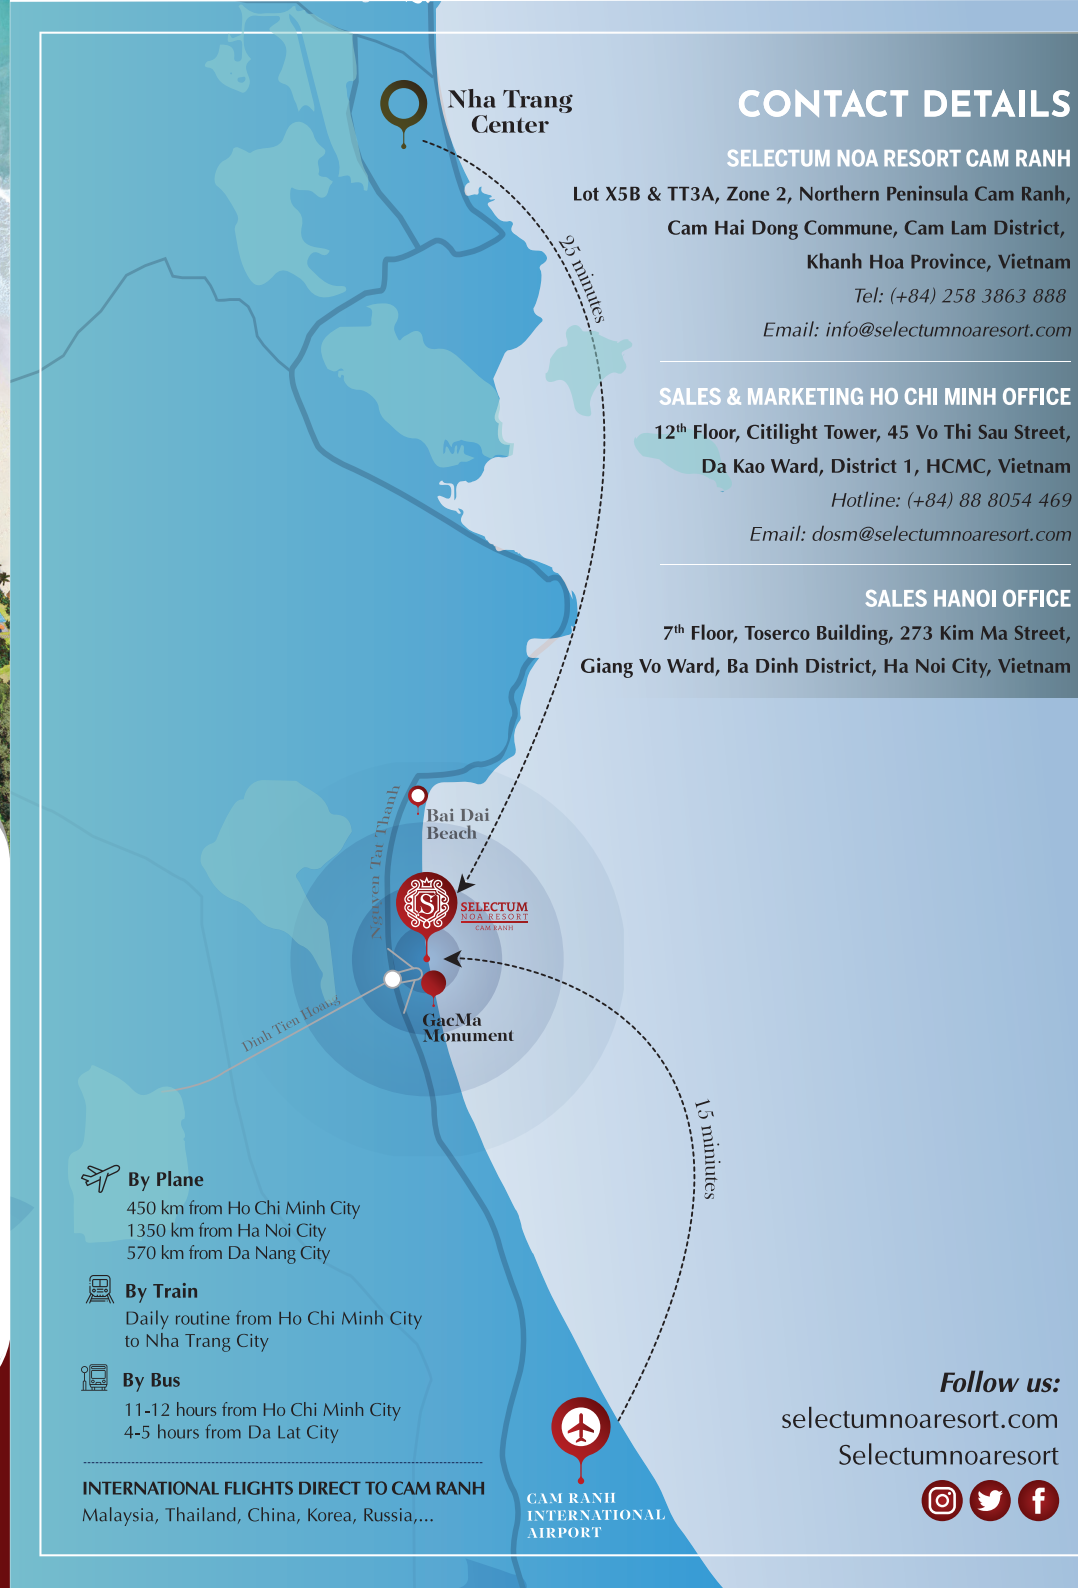 Nha Trang
Center
25 minutes
CONTACT DETAILS
SELECTUM NOA RESORT CAM RANH
Lot X5B & TT3A, Zone 2, Northern Peninsula Cam Ranh,
Cam Hai Dong Commune, Cam Lam District,
Khanh Hoa Province, Vietnam
Tel: (+84) 258 3863 888
Email: info@selectumnoaresort.com
SALES & MARKETING HO CHI MINH OFFICE
12th Floor, Citilight Tower, 45 Vo Thi Sau Street,
Da Kao Ward, District 1, HCMC, Vietnam
Hotline: (+84) 88 8054 469
Email: dosm@selectumnoaresort.com
SALES HANOI OFFICE
7th Floor, Toserco Building, 273 Kim Ma Street,
Giang Vo Ward, Ba Dinh District, Ha Noi City, Vietnam
Nguyen Tat Thanh
Bai Dai
Beach
S
SELECTUM
NOA RESORT
CAM RANH
GacMa
Monument
Dinh Tien Hoang
15 miniutes
By Plane
450 km from Ho Chi Minh City
1350 km from Ha Noi City
570 km from Da Nang City
By Train
Daily routine from Ho Chi Minh City
to Nha Trang City
By Bus
11-12 hours from Ho Chi Minh City
4-5 hours from Da Lat City
INTERNATIONAL FLIGHTS DIRECT TO CAM RANH
Malaysia, Thailand, China, Korea, Russia,...
CAM RANH
INTERNATIONAL
AIRPORT
Follow us:
selectumnoaresort.com
Selectumnoaresort